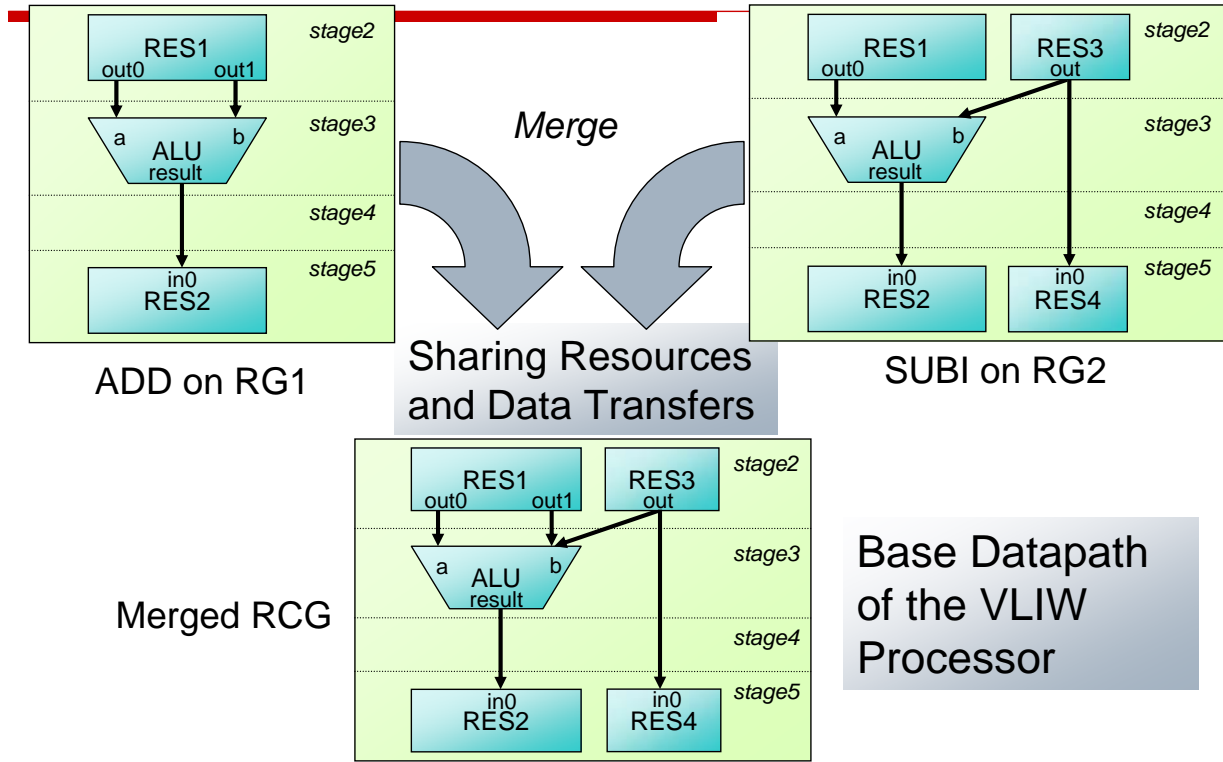 RES1
out0
out1
stage2
a
b
ALU
result
stage3
stage4
in0
RES2
stage5
ADD on RG1
Merge
RES1
out0
RES3
out
stage2
a
b
ALU
result
stage3
stage4
in0
RES2
in0
RES4
stage5
SUBI on RG2
Sharing Resources
and Data Transfers
Merged RCG
RES1
out0
out1
RES3
out
stage2
a
b
ALU
result
stage3
stage4
in0
RES2
in0
RES4
stage5
Base Datapath
of the VLIW
Processor